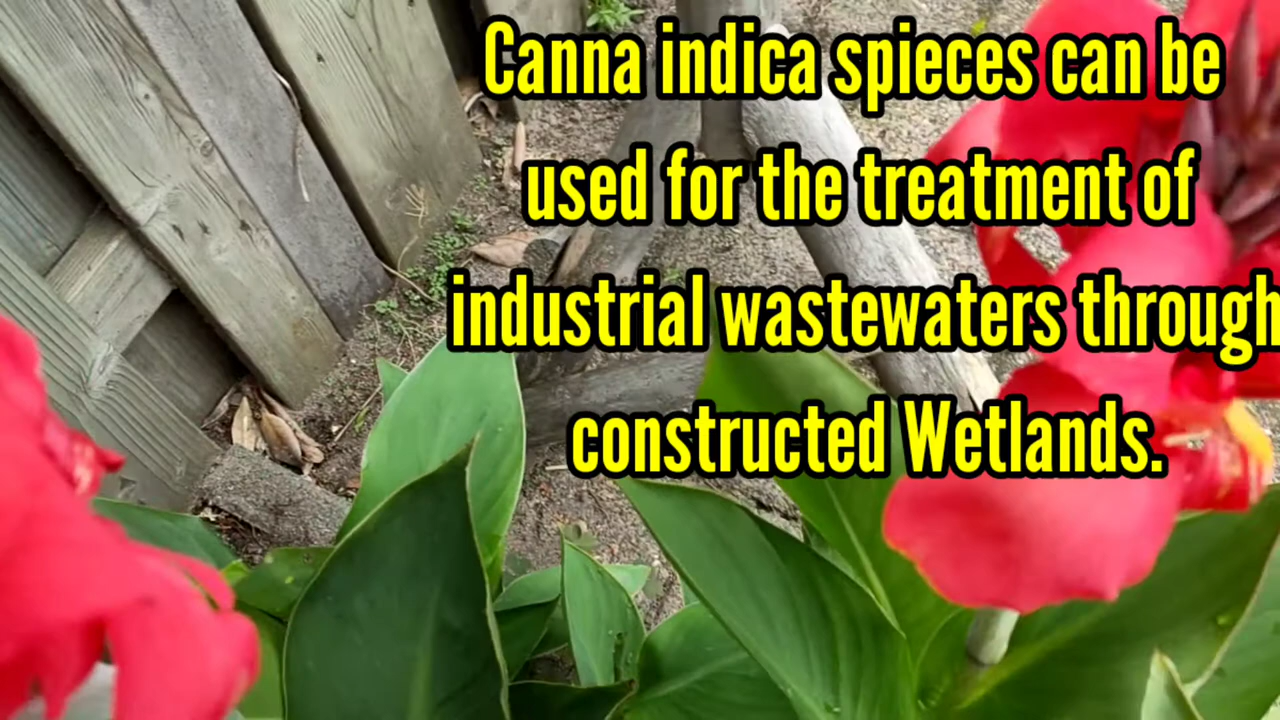 Canna indica spieces can be
used for the treatment of
industrial wastewaters through
constructed Wetlands.